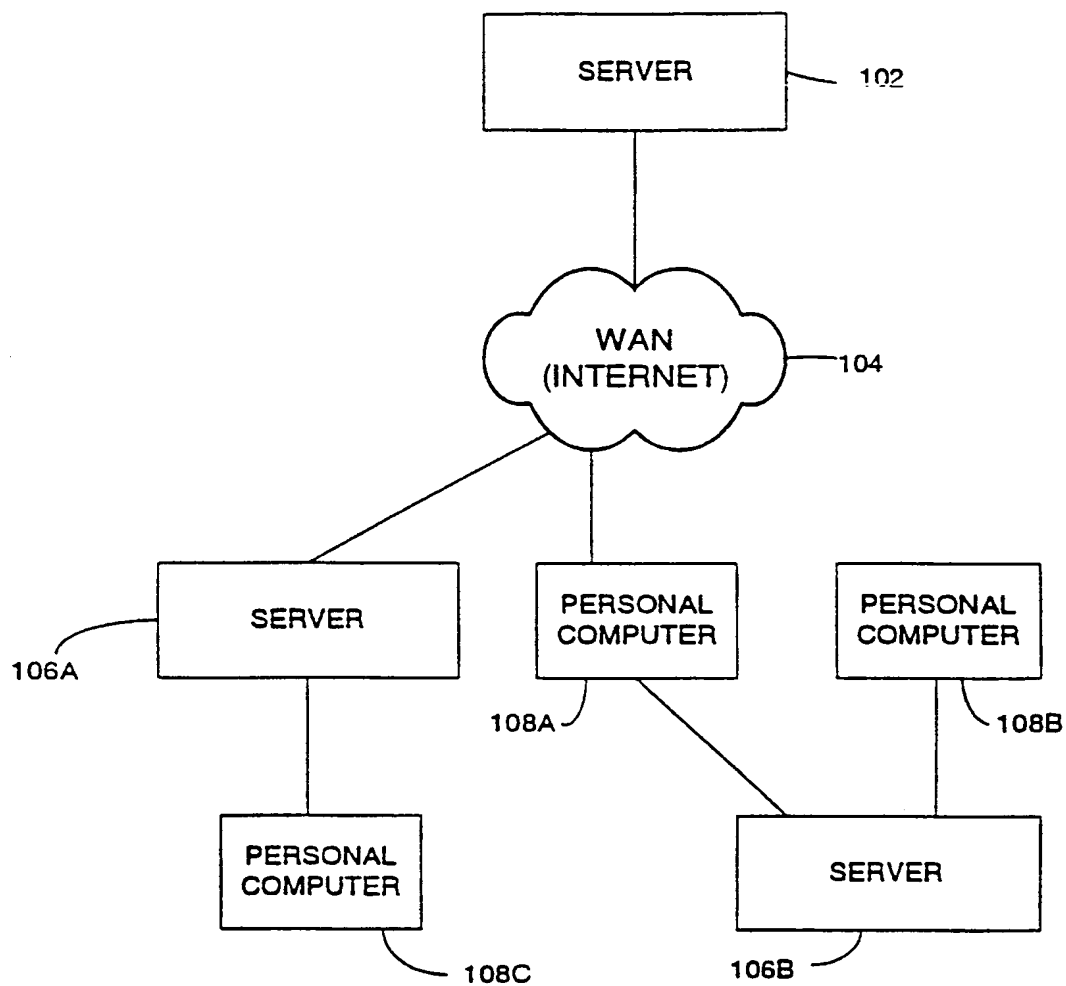 SERVER
102
WAN
(INTERNET)
104
SERVER
106A
PERSONAL
COMPUTER
108A
PERSONAL
COMPUTER
108B
PERSONAL
COMPUTER
108C
SERVER
106B